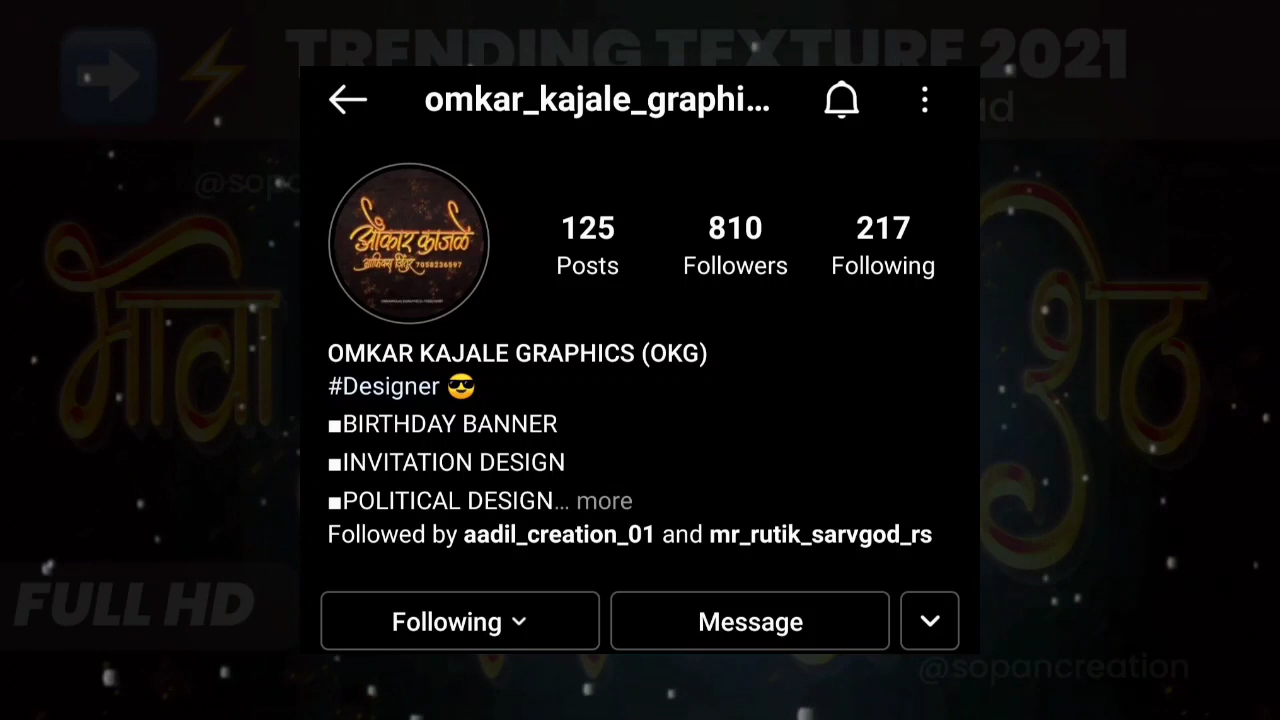 TRENDING TEXTURE 2021
omkar_kajale_graphi...
ओंकार काजळे
7058236597
125
Posts
810
Followers
217
Following
OMKAR KAJALE GRAPHICS (OKG)
#Designer 😎
■BIRTHDAY BANNER
■INVITATION DESIGN
■POLITICAL DESIGN... more
Followed by aadil_creation_01 and mr_rutik_sarvgod_rs
Following
Message
FULL HD
@sopancreation